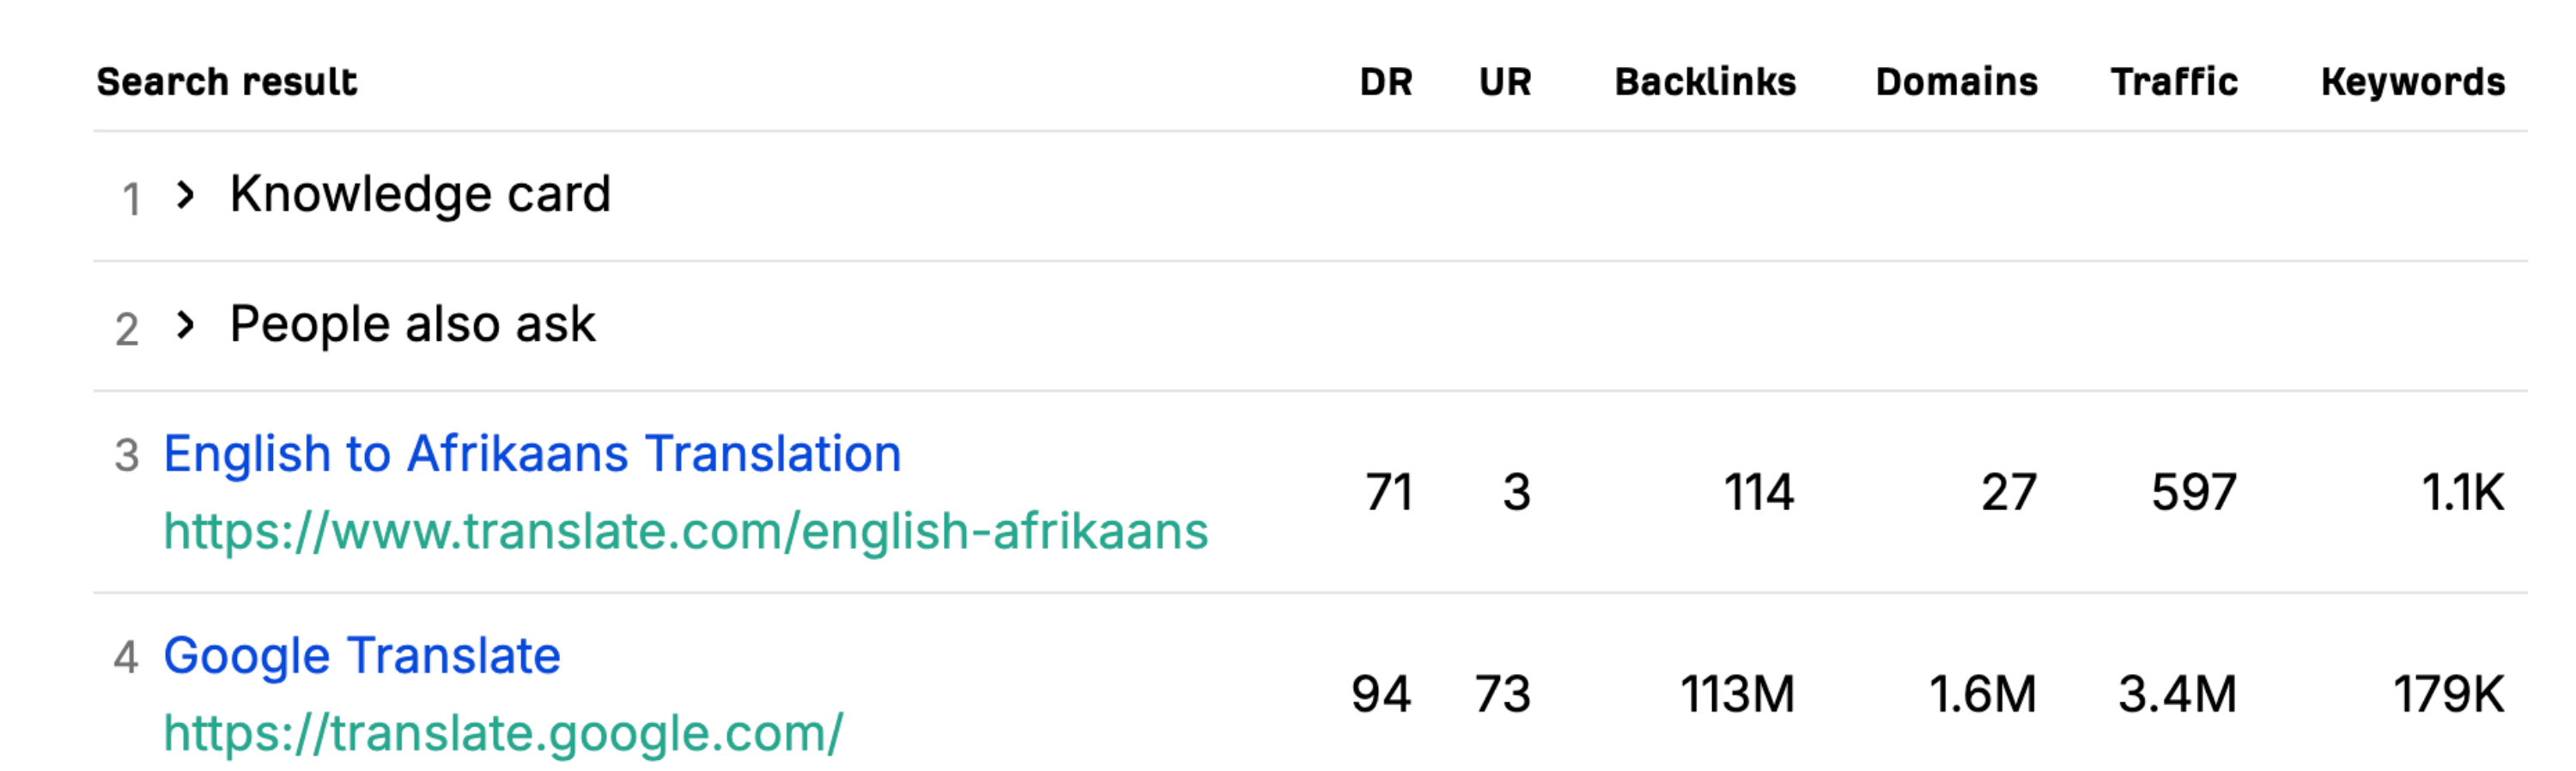 Search result DR UR Backlinks Domains Traffic Keywords
1 > Knowledge card
2 > People also ask
3 English to Afrikaans Translation
https://www.translate.com/english-afrikaans 71 3 114 27 597 1.1K
4 Google Translate
https://translate.google.com/ 94 73 113M 1.6M 3.4M 179K